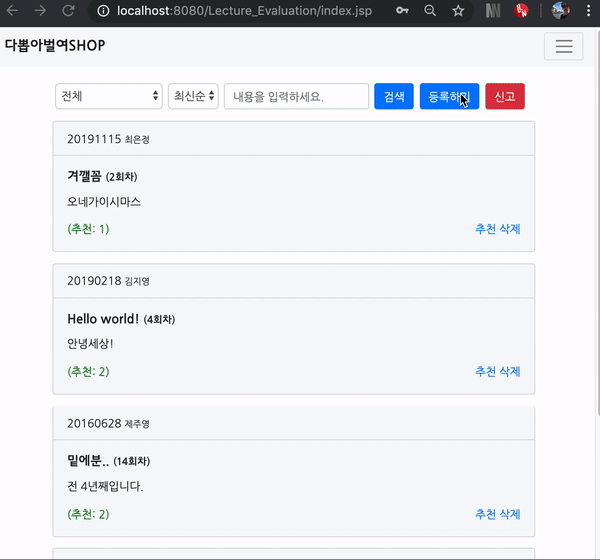 localhost:8080/Lecture_Evaluation/index.jsp
다뽑아벌여SHOP
전체 최신순 내용을 입력하세요. 검색 등록하기 신고
20191115 최은정
겨깰꼼 (2회차)
오네가이시마스
(추천: 1) 추천 삭제
20190218 김지영
Hello world! (4회차)
안녕세상!
(추천: 2) 추천 삭제
20160628 제주영
밑에분.. (14회차)
전 4년째입니다.
(추천: 2) 추천 삭제